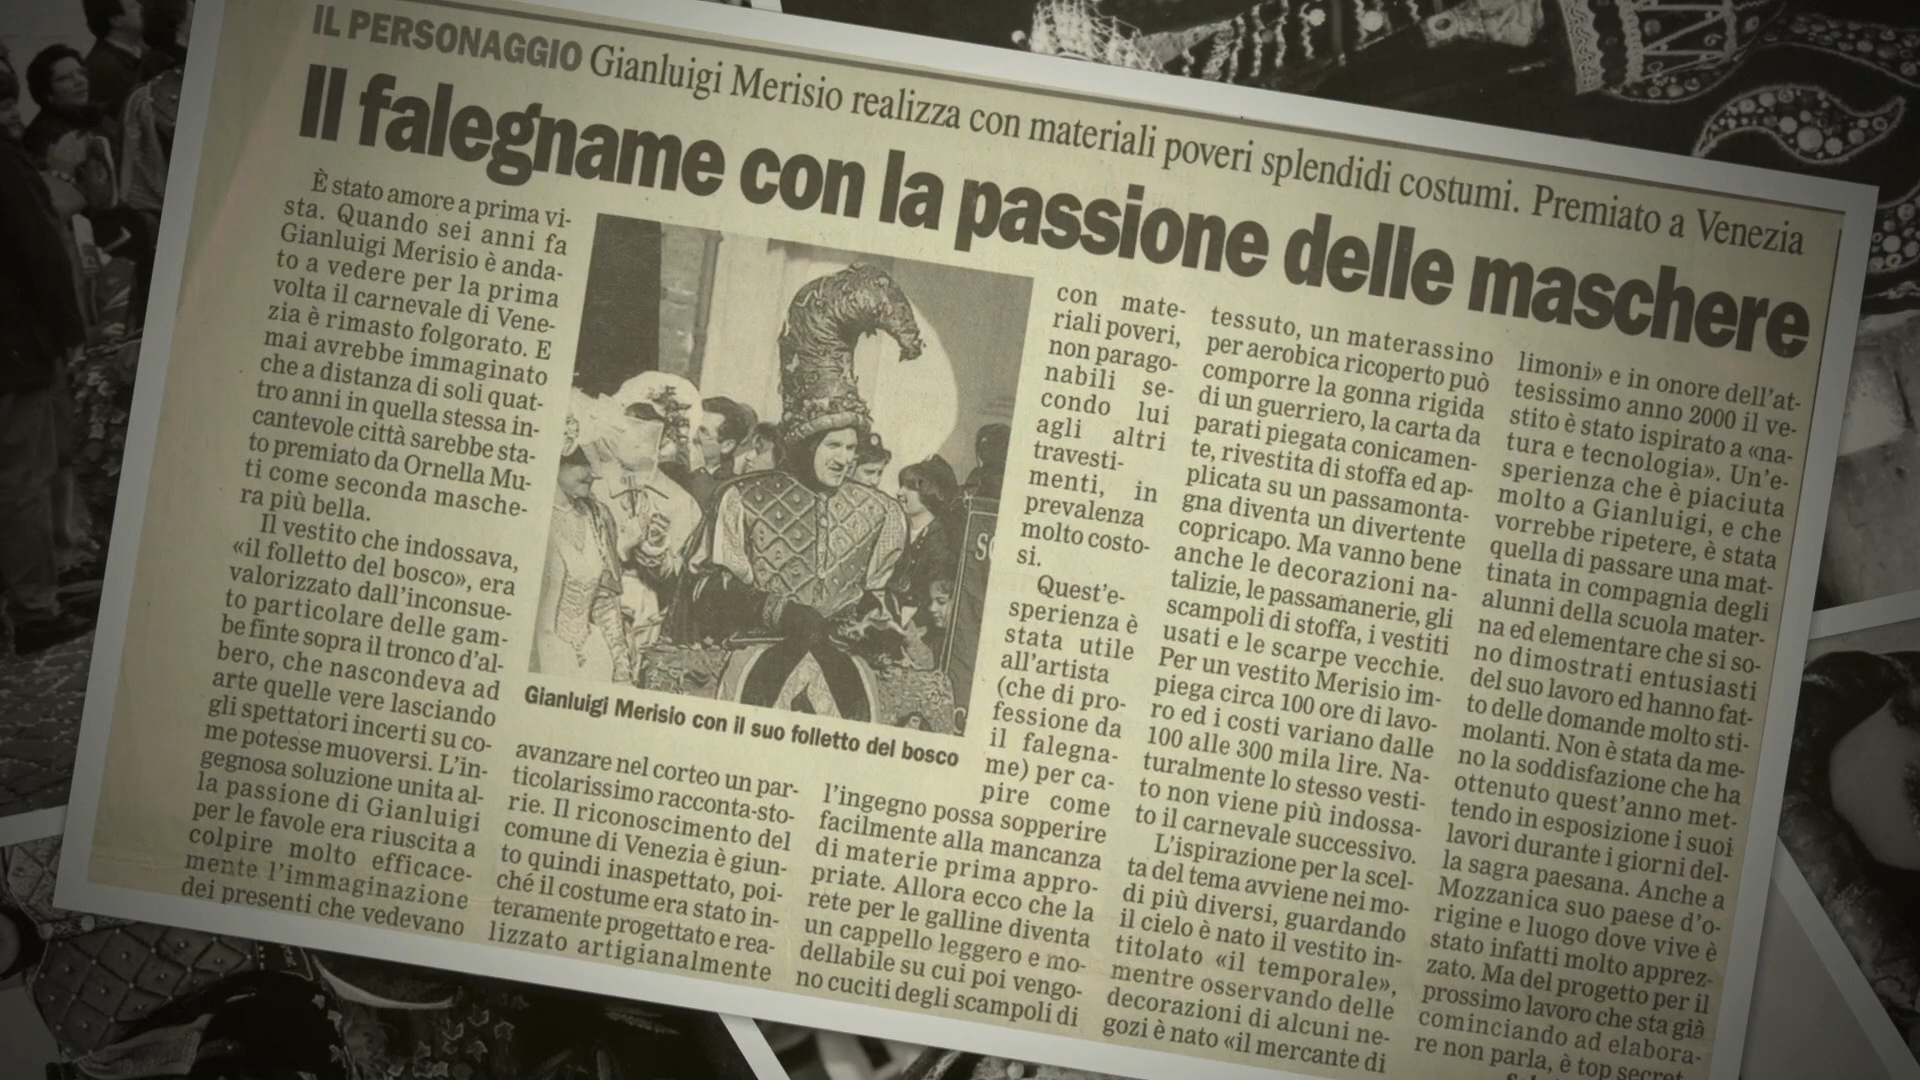 IL PERSONAGGIO Gianluigi Merisio realizza con materiali poveri splendidi costumi. Premiato a Venezia
Il falegname con la passione delle maschere
È stato amore a prima vi-
sta. Quando sei anni fa
Gianluigi Merisio è anda-
to a vedere per la prima
volta il carnevale di Vene-
zia è rimasto folgorato. E
mai avrebbe immaginato
che a distanza di soli quat-
tro anni in quella stessa in-
cantevole città sarebbe sta-
to premiato da Ornella Mu-
ti come seconda masche-
ra più bella.
Il vestito che indossava,
«il folletto del bosco», era
valorizzato dall'inconsue-
to particolare delle gam-
be finte sopra il tronco d'al-
bero, che nascondeva ad
arte quelle vere lasciando
gli spettatori incerti su co-
me potesse muoversi. L'in-
gegnosa soluzione unita al-
la passione di Gianluigi
per le favole era riuscita a
colpire molto efficace-
mente l'immaginazione
dei presenti che vedevano
Gianluigi Merisio con il suo folletto del bosco
avanzare nel corteo un par-
ticolarissimo racconta-sto-
rie. Il riconoscimento del
comune di Venezia è giun-
to quindi inaspettato, poi-
ché il costume era stato in-
teramente progettato e rea-
lizzato artigianalmente
con mate-
riali poveri,
non parago-
nabili se-
condo lui
agli altri
travesti-
menti, in
prevalenza
molto costo-
si.
Quest'e-
sperienza è
stata utile
all'artista
(che di pro-
fessione da
il falegna-
me) per ca-
pire come
l'ingegno possa sopperire
facilmente alla mancanza
di materie prima appro-
priate. Allora ecco che la
rete per le galline diventa
un cappello leggero e mo-
dellabile su cui poi vengo-
no cuciti degli scampoli di
tessuto, un materassino
per aerobica ricoperto può
comporre la gonna rigida
di un guerriero, la carta da
parati piegata conicamen-
te, rivestita di stoffa ed ap-
plicata su un passamonta-
gna diventa un divertente
copricapo. Ma vanno bene
anche le decorazioni na-
talizie, le passamanerie, gli
scampoli di stoffa, i vestiti
usati e le scarpe vecchie.
Per un vestito Merisio im-
piega circa 100 ore di lavo-
ro ed i costi variano dalle
100 alle 300 mila lire. Na-
turalmente lo stesso vesti-
to non viene più indossa-
to il carnevale successivo.
L'ispirazione per la scel-
ta del tema avviene nei mo-
di più diversi, guardando
il cielo è nato il vestito in-
titolato «il temporale»,
mentre osservando delle
decorazioni di alcuni ne-
gozi è nato «il mercante di
limoni» e in onore dell'at-
tesissimo anno 2000 il ve-
stito è stato ispirato a «na-
tura e tecnologia». Un'e-
sperienza che è piaciuta
molto a Gianluigi, e che
vorrebbe ripetere, è stata
quella di passare una mat-
tinata in compagnia degli
alunni della scuola mater-
na ed elementare che si so-
no dimostrati entusiasti
del suo lavoro ed hanno fat-
to delle domande molto sti-
molanti. Non è stata da me-
no la soddisfazione che ha
ottenuto quest'anno met-
tendo in esposizione i suoi
lavori durante i giorni del-
la sagra paesana. Anche a
Mozzanica suo paese d'o-
rigine e luogo dove vive è
stato infatti molto apprez-
zato. Ma del progetto per il
prossimo lavoro che sta già
cominciando ad elabora-
re non parla, è top secret